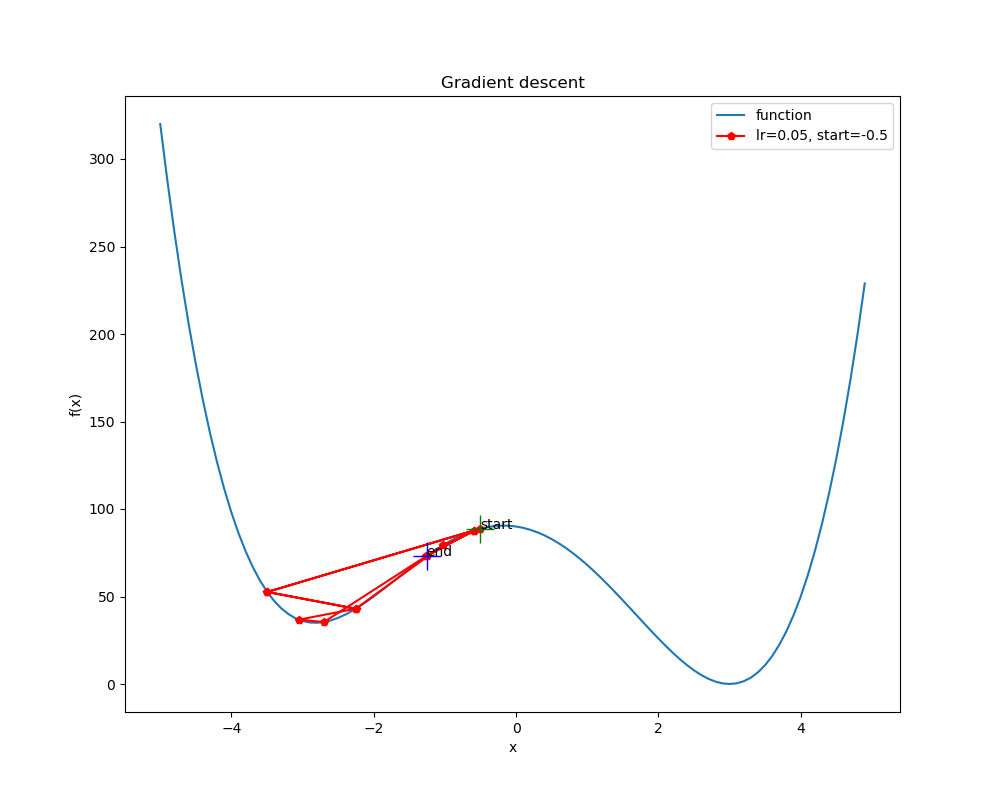 Gradient descent
function
lr=0.05, start=-0.5
300
250
200
150
100
50
0
f(x)
start
end
−4
−2
0
2
4
x